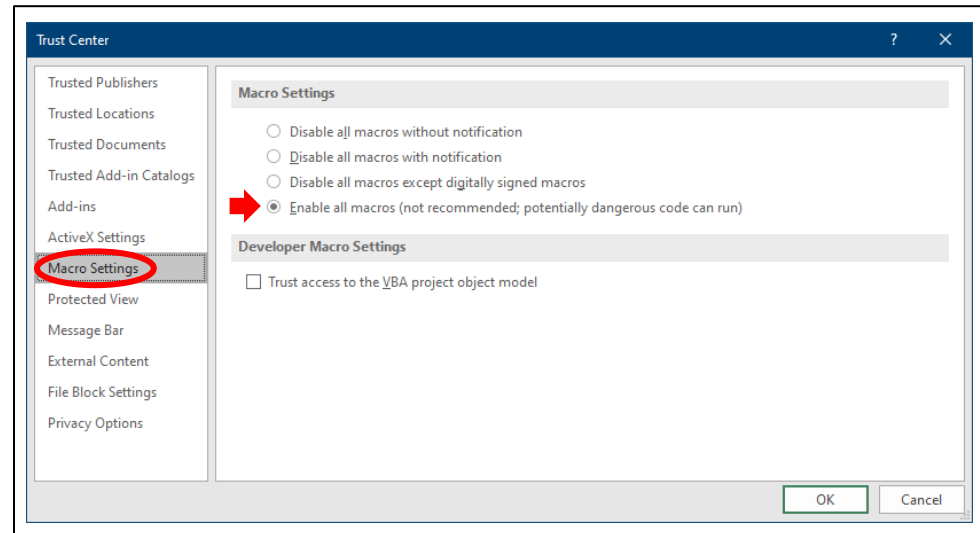 Trust Center
?
Trusted Publishers
Trusted Locations
Trusted Documents
Trusted Add-in Catalogs
Add-ins
ActiveX Settings
Macro Settings
Protected View
Message Bar
External Content
File Block Settings
Privacy Options
Macro Settings
Disable all macros without notification
Disable all macros with notification
Disable all macros except digitally signed macros
Enable all macros (not recommended; potentially dangerous code can run)
Developer Macro Settings
Trust access to the VBA project object model
OK
Cancel